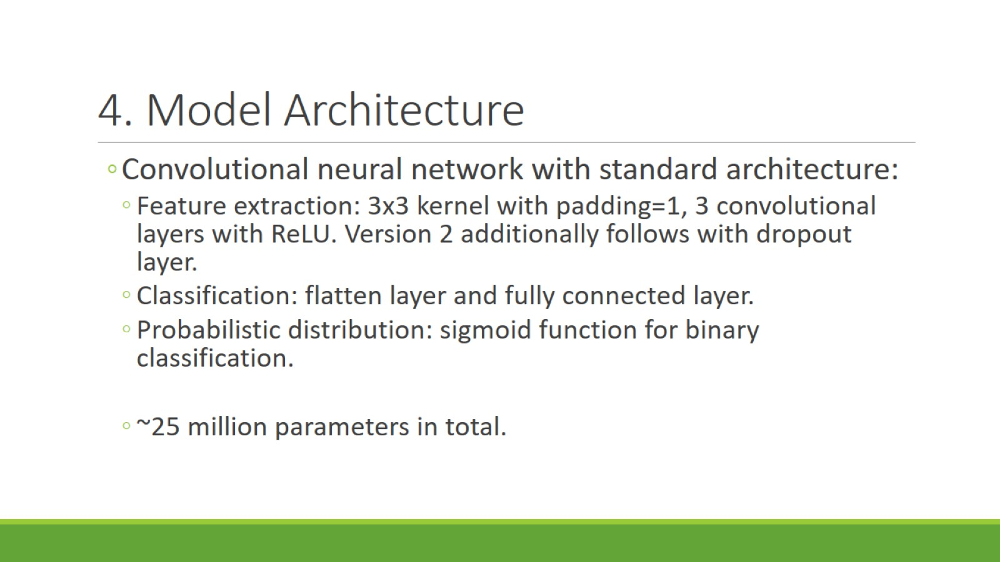 4. Model Architecture
◦Convolutional neural network with standard architecture:
◦Feature extraction: 3x3 kernel with padding=1, 3 convolutional
layers with ReLU. Version 2 additionally follows with dropout
layer.
◦Classification: flatten layer and fully connected layer.
◦Probabilistic distribution: sigmoid function for binary
classification.
◦~25 million parameters in total.